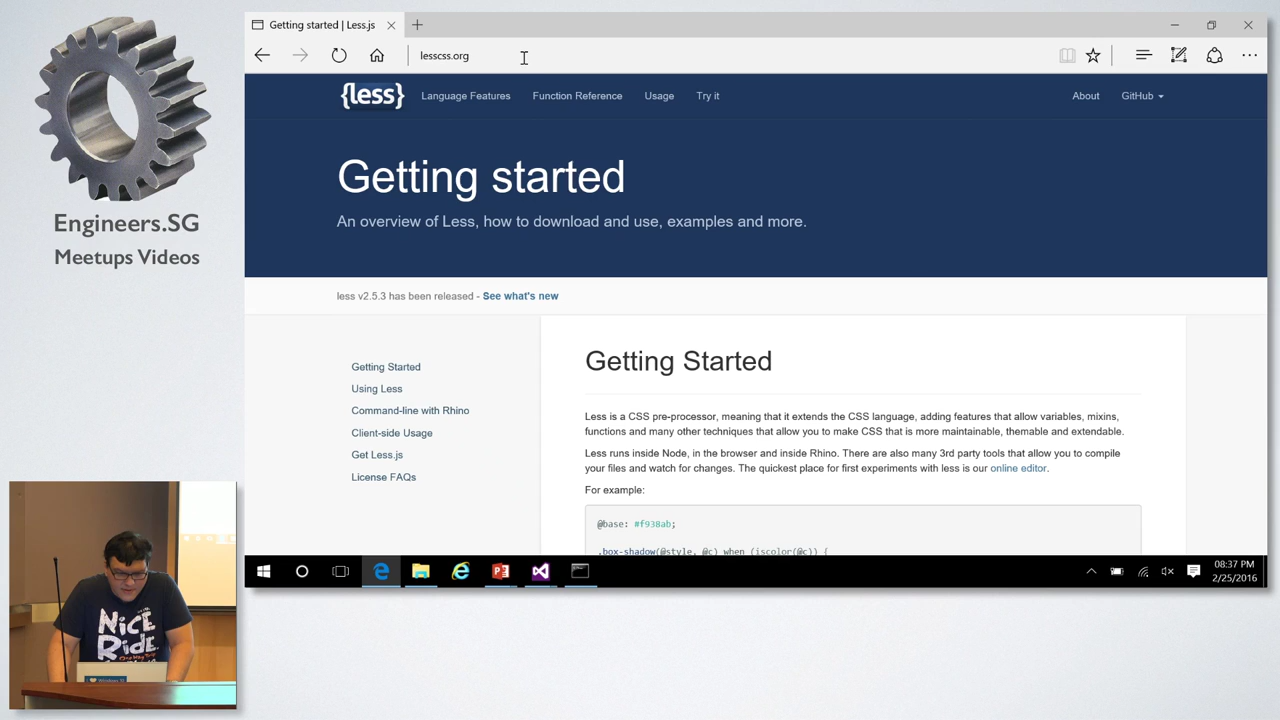 Engineers.SG
Meetups Videos
Getting started | Less.js
lesscss.org
{less} Language Features Function Reference Usage Try it About GitHub
Getting started
An overview of Less, how to download and use, examples and more.
less v2.5.3 has been released - See what's new
Getting Started
Using Less
Command-line with Rhino
Client-side Usage
Get Less.js
License FAQs
Getting Started
Less is a CSS pre-processor, meaning that it extends the CSS language, adding features that allow variables, mixins,
functions and many other techniques that allow you to make CSS that is more maintainable, themable and extendable.
Less runs inside Node, in the browser and inside Rhino. There are also many 3rd party tools that allow you to compile
your files and watch for changes. The quickest place for first experiments with less is our online editor.
For example:
@base: #f938ab;
.box-shadow(@style, @c) when (iscolor(@c)) {
08:37 PM
2/25/2016
NiCE
RiDE.